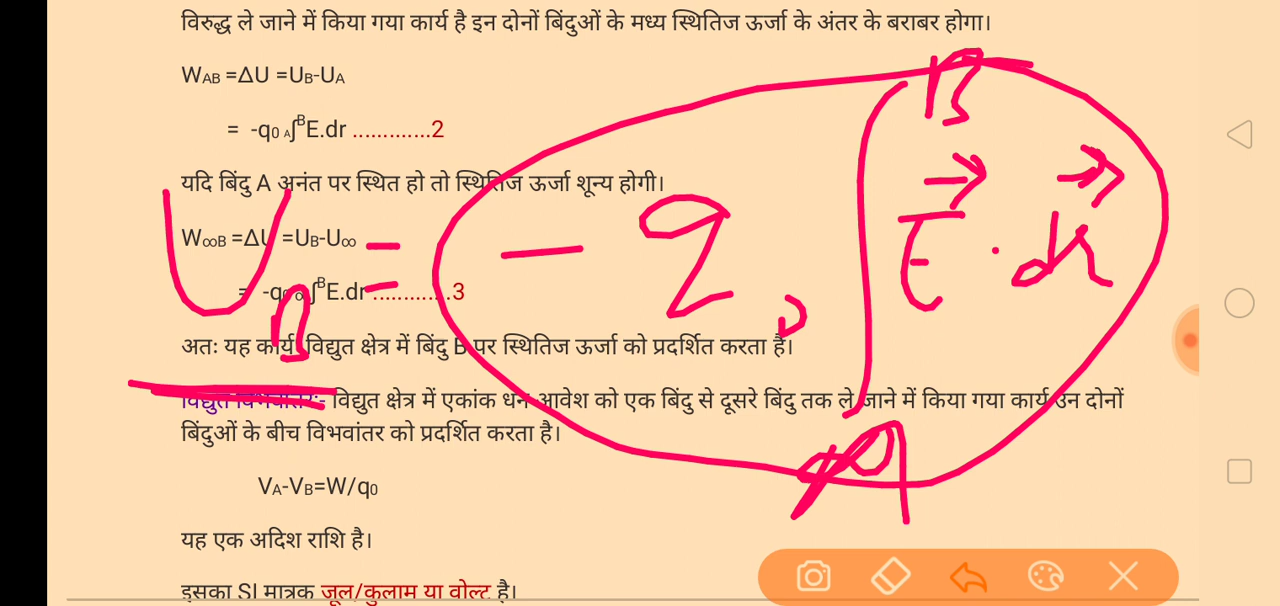 विरुद्ध ले जाने में किया गया कार्य है इन दोनों बिंदुओं के मध्य स्थितिज ऊर्जा के अंतर के बराबर होगा।
WAB =ΔU =UB-UA
= -q0 A∫BE.dr .............2
यदि बिंदु A अनंत पर स्थित हो तो स्थितिज ऊर्जा शून्य होगी।
W∞B =ΔU =UB-U∞
= -q0 ∞∫BE.dr .............3
अतः यह कार्य विद्युत क्षेत्र में बिंदु B पर स्थितिज ऊर्जा को प्रदर्शित करता है।
UB = - q0 ∫ B E . dr
विद्युत विभवांतर:- विद्युत क्षेत्र में एकांक धन-आवेश को एक बिंदु से दूसरे बिंदु तक ले जाने में किया गया कार्य उन दोनों
बिंदुओं के बीच विभवांतर को प्रदर्शित करता है।
VA-VB=W/q0
यह एक अदिश राशि है।
इसका SI मात्रक जूल/कुलाम या वोल्ट है।